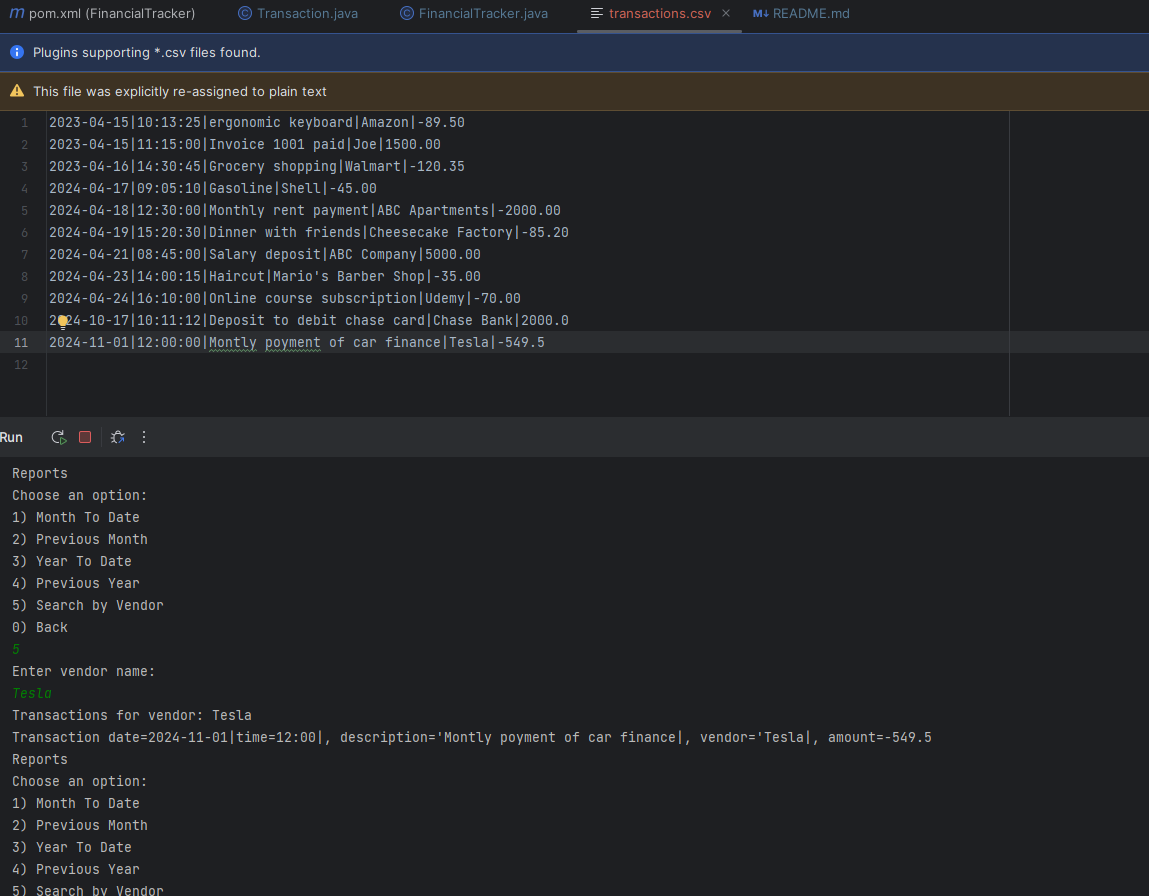 m pom.xml (FinancialTracker) © Transaction.java © FinancialTracker.java transactions.csv × M↓ README.md
Plugins supporting *.csv files found.
This file was explicitly re-assigned to plain text
1 2023-04-15|10:13:25|ergonomic keyboard|Amazon|-89.50
2 2023-04-15|11:15:00|Invoice 1001 paid|Joe|1500.00
3 2023-04-16|14:30:45|Grocery shopping|Walmart|-120.35
4 2024-04-17|09:05:10|Gasoline|Shell|-45.00
5 2024-04-18|12:30:00|Monthly rent payment|ABC Apartments|-2000.00
6 2024-04-19|15:20:30|Dinner with friends|Cheesecake Factory|-85.20
7 2024-04-21|08:45:00|Salary deposit|ABC Company|5000.00
8 2024-04-23|14:00:15|Haircut|Mario's Barber Shop|-35.00
9 2024-04-24|16:10:00|Online course subscription|Udemy|-70.00
10 2024-10-17|10:11:12|Deposit to debit chase card|Chase Bank|2000.0
11 2024-11-01|12:00:00|Montly poyment of car finance|Tesla|-549.5
12
Run
Reports
Choose an option:
1) Month To Date
2) Previous Month
3) Year To Date
4) Previous Year
5) Search by Vendor
0) Back
5
Enter vendor name:
Tesla
Transactions for vendor: Tesla
Transaction date=2024-11-01|time=12:00|, description='Montly poyment of car finance|, vendor='Tesla|, amount=-549.5
Reports
Choose an option:
1) Month To Date
2) Previous Month
3) Year To Date
4) Previous Year
5) Search by Vendor